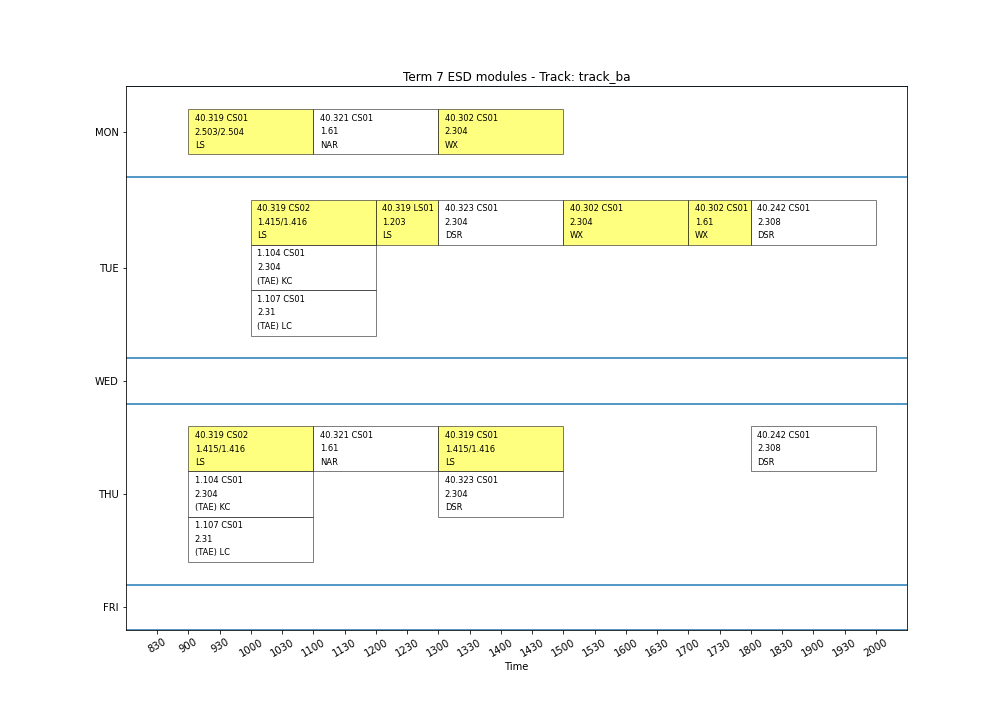 Term 7 ESD modules - Track: track_ba
MON
40.319 CS01
2.503/2.504
LS
40.321 CS01
1.61
NAR
40.302 CS01
2.304
WX
TUE
40.319 CS02
1.415/1.416
LS
40.319 LS01
1.203
LS
40.323 CS01
2.304
DSR
40.302 CS01
2.304
WX
40.302 CS01
1.61
WX
40.242 CS01
2.308
DSR
1.104 CS01
2.304
(TAE) KC
1.107 CS01
2.31
(TAE) LC
WED
THU
40.319 CS02
1.415/1.416
LS
40.321 CS01
1.61
NAR
40.319 CS01
1.415/1.416
LS
40.242 CS01
2.308
DSR
1.104 CS01
2.304
(TAE) KC
40.323 CS01
2.304
DSR
1.107 CS01
2.31
(TAE) LC
FRI
830 900 930 1000 1030 1100 1130 1200 1230 1300 1330 1400 1430 1500 1530 1600 1630 1700 1730 1800 1830 1900 1930 2000
Time